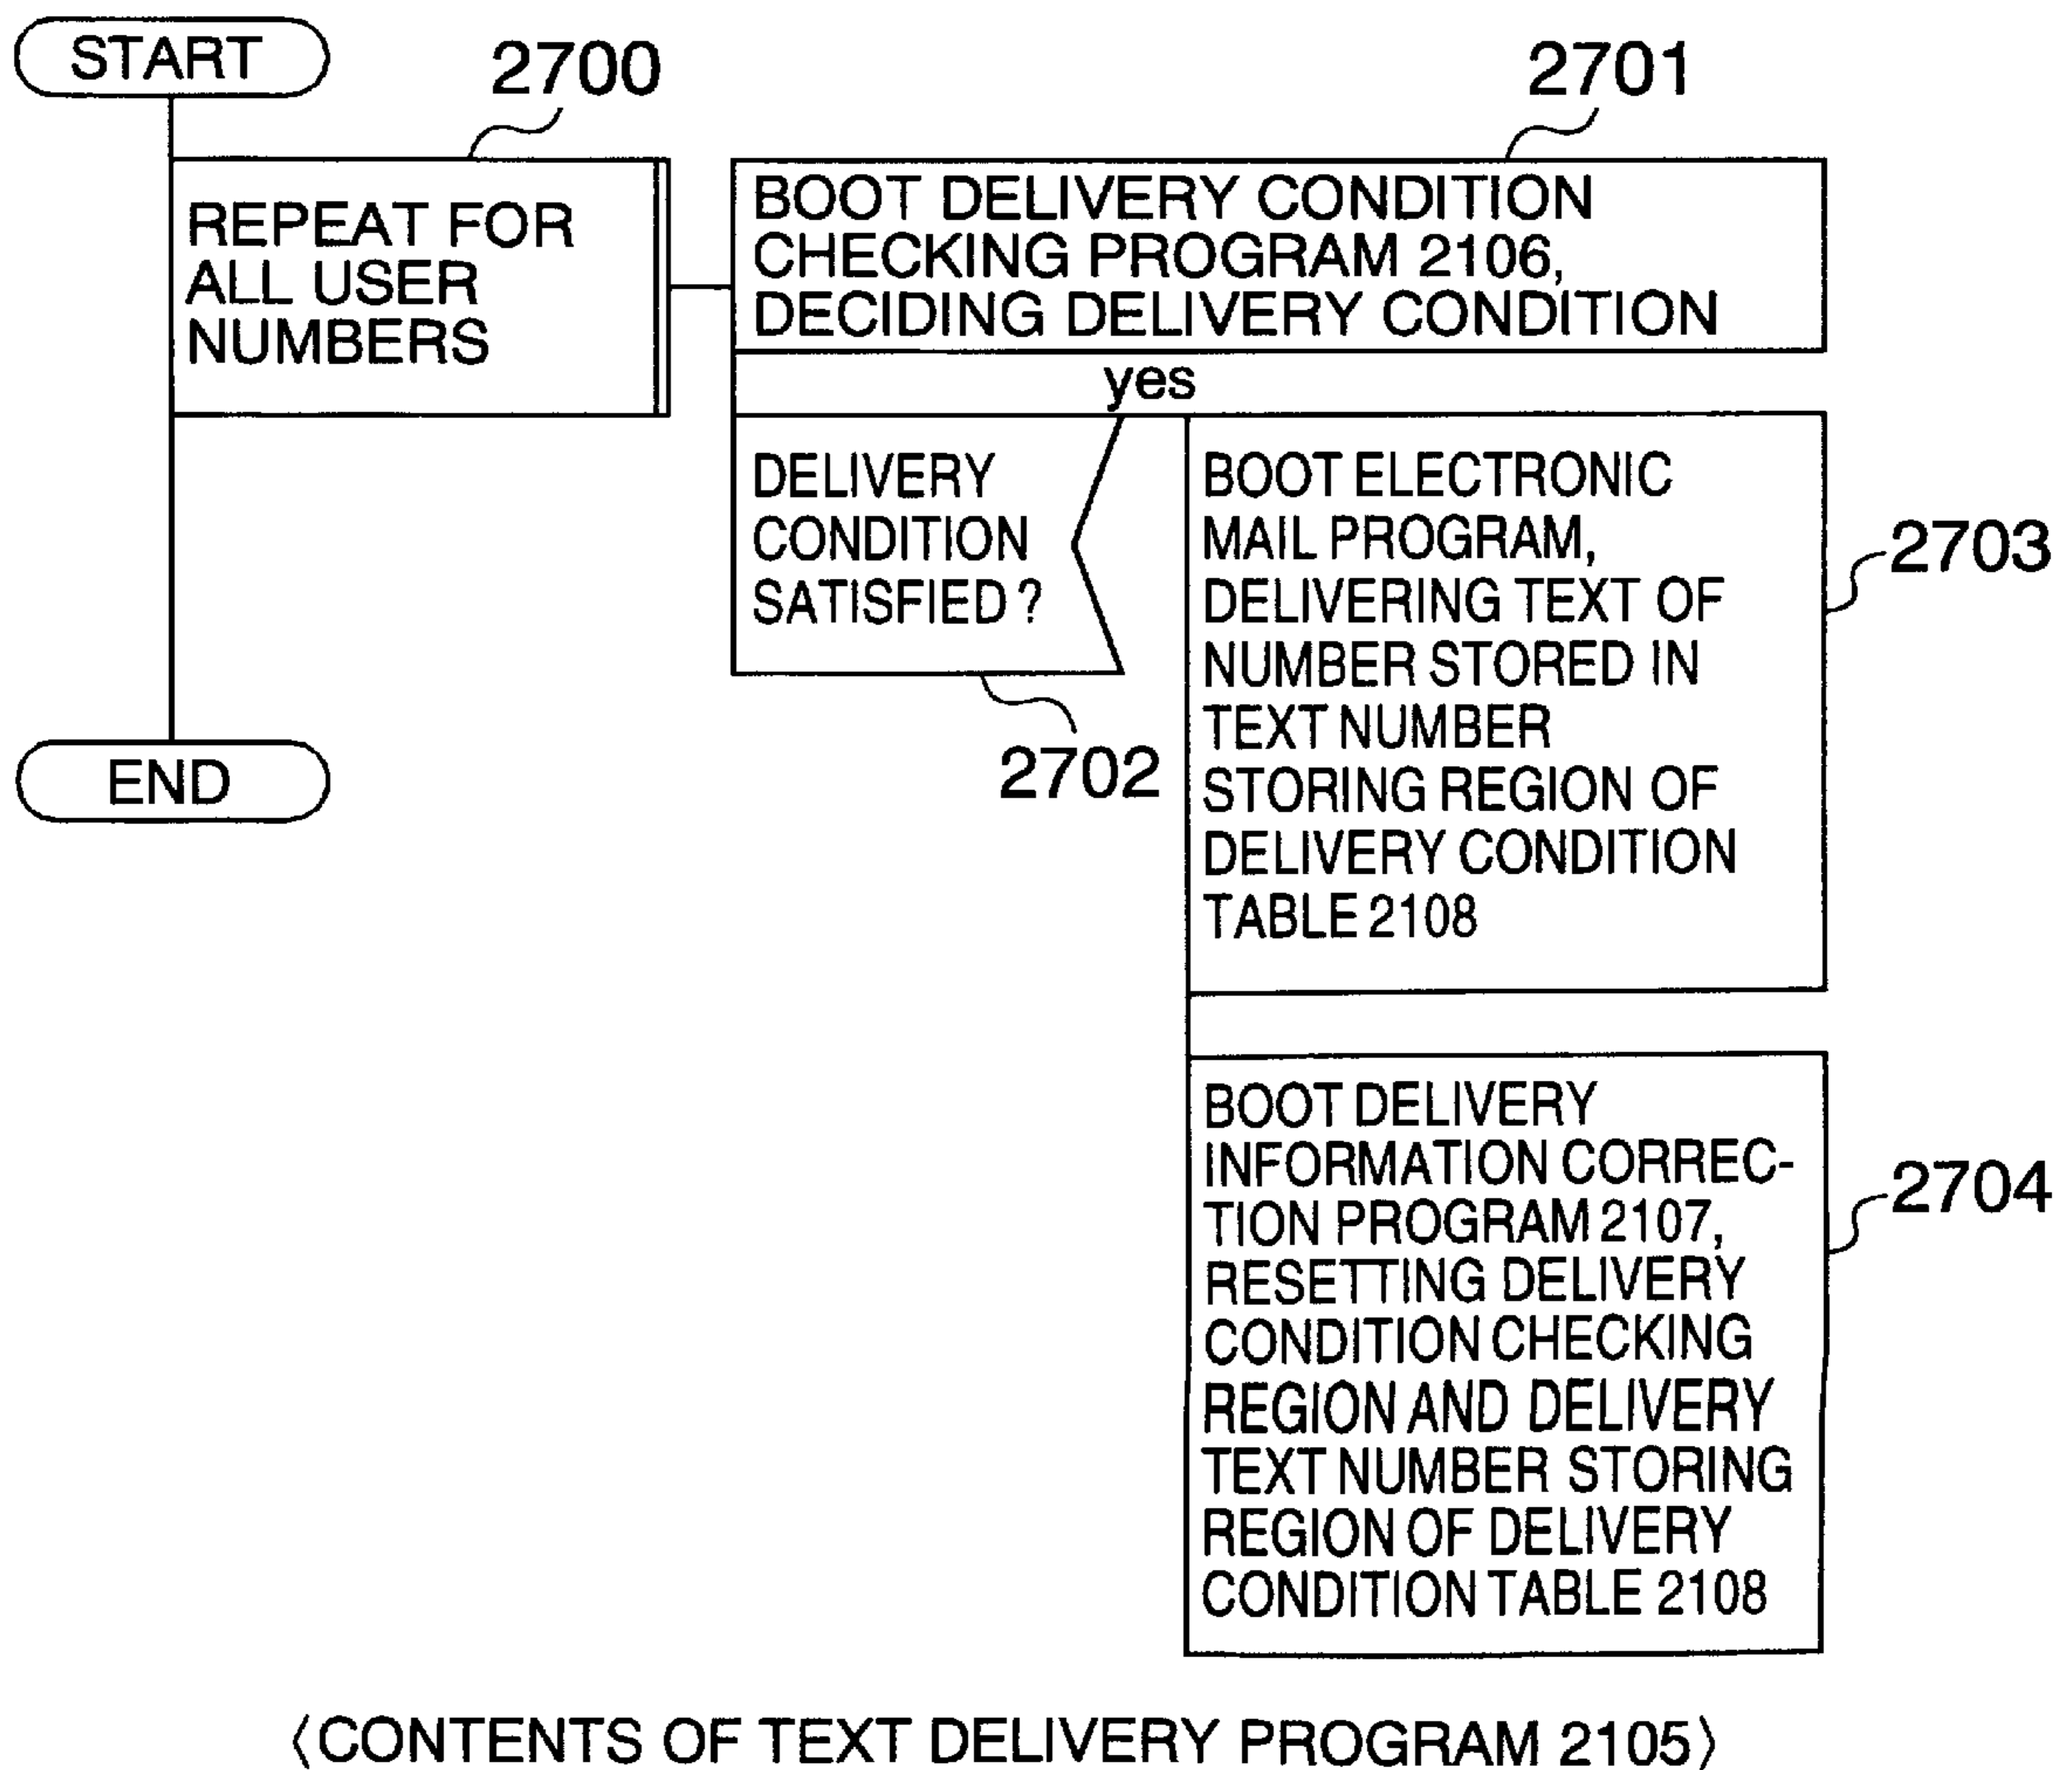 START
2700
REPEAT FOR
ALL USER
NUMBERS
2701
BOOT DELIVERY CONDITION
CHECKING PROGRAM 2106,
DECIDING DELIVERY CONDITION
yes
DELIVERY
CONDITION
SATISFIED ?
2702
BOOT ELECTRONIC
MAIL PROGRAM,
DELIVERING TEXT OF
NUMBER STORED IN
TEXT NUMBER
STORING REGION OF
DELIVERY CONDITION
TABLE 2108
2703
BOOT DELIVERY
INFORMATION CORREC-
TION PROGRAM 2107,
RESETTING DELIVERY
CONDITION CHECKING
REGION AND DELIVERY
TEXT NUMBER STORING
REGION OF DELIVERY
CONDITION TABLE 2108
2704
END
〈CONTENTS OF TEXT DELIVERY PROGRAM 2105〉